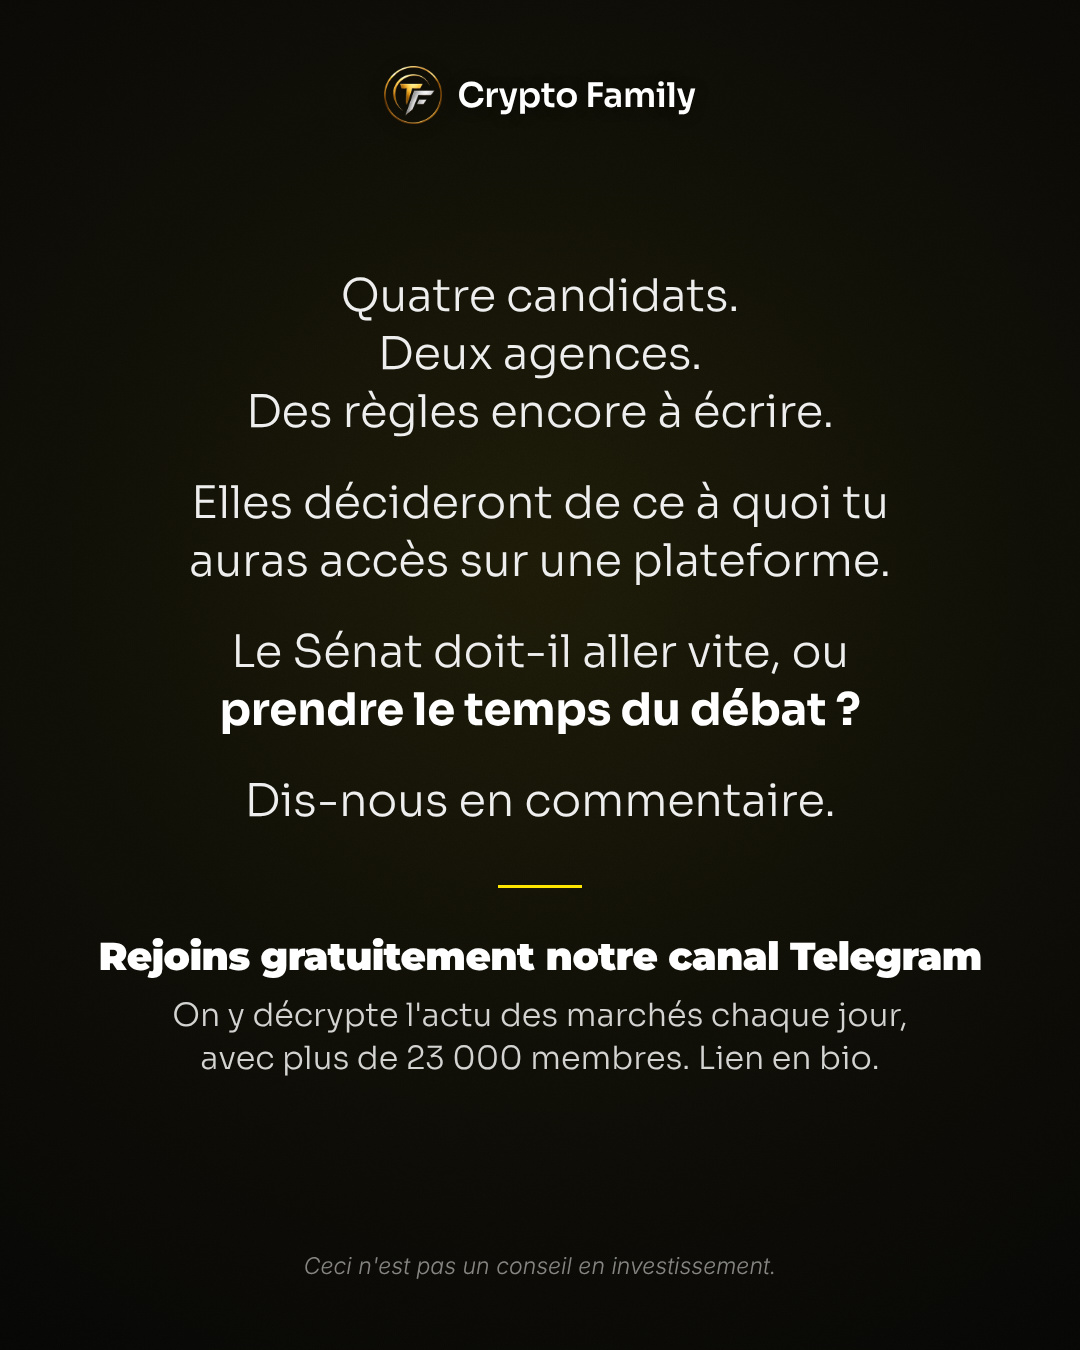 TF Crypto Family
Quatre candidats.
Deux agences.
Des règles encore à écrire.
Elles décideront de ce à quoi tu
auras accès sur une plateforme.
Le Sénat doit-il aller vite, ou
prendre le temps du débat ?
Dis-nous en commentaire.
Rejoins gratuitement notre canal Telegram
On y décrypte l'actu des marchés chaque jour,
avec plus de 23 000 membres. Lien en bio.
Ceci n'est pas un conseil en investissement.